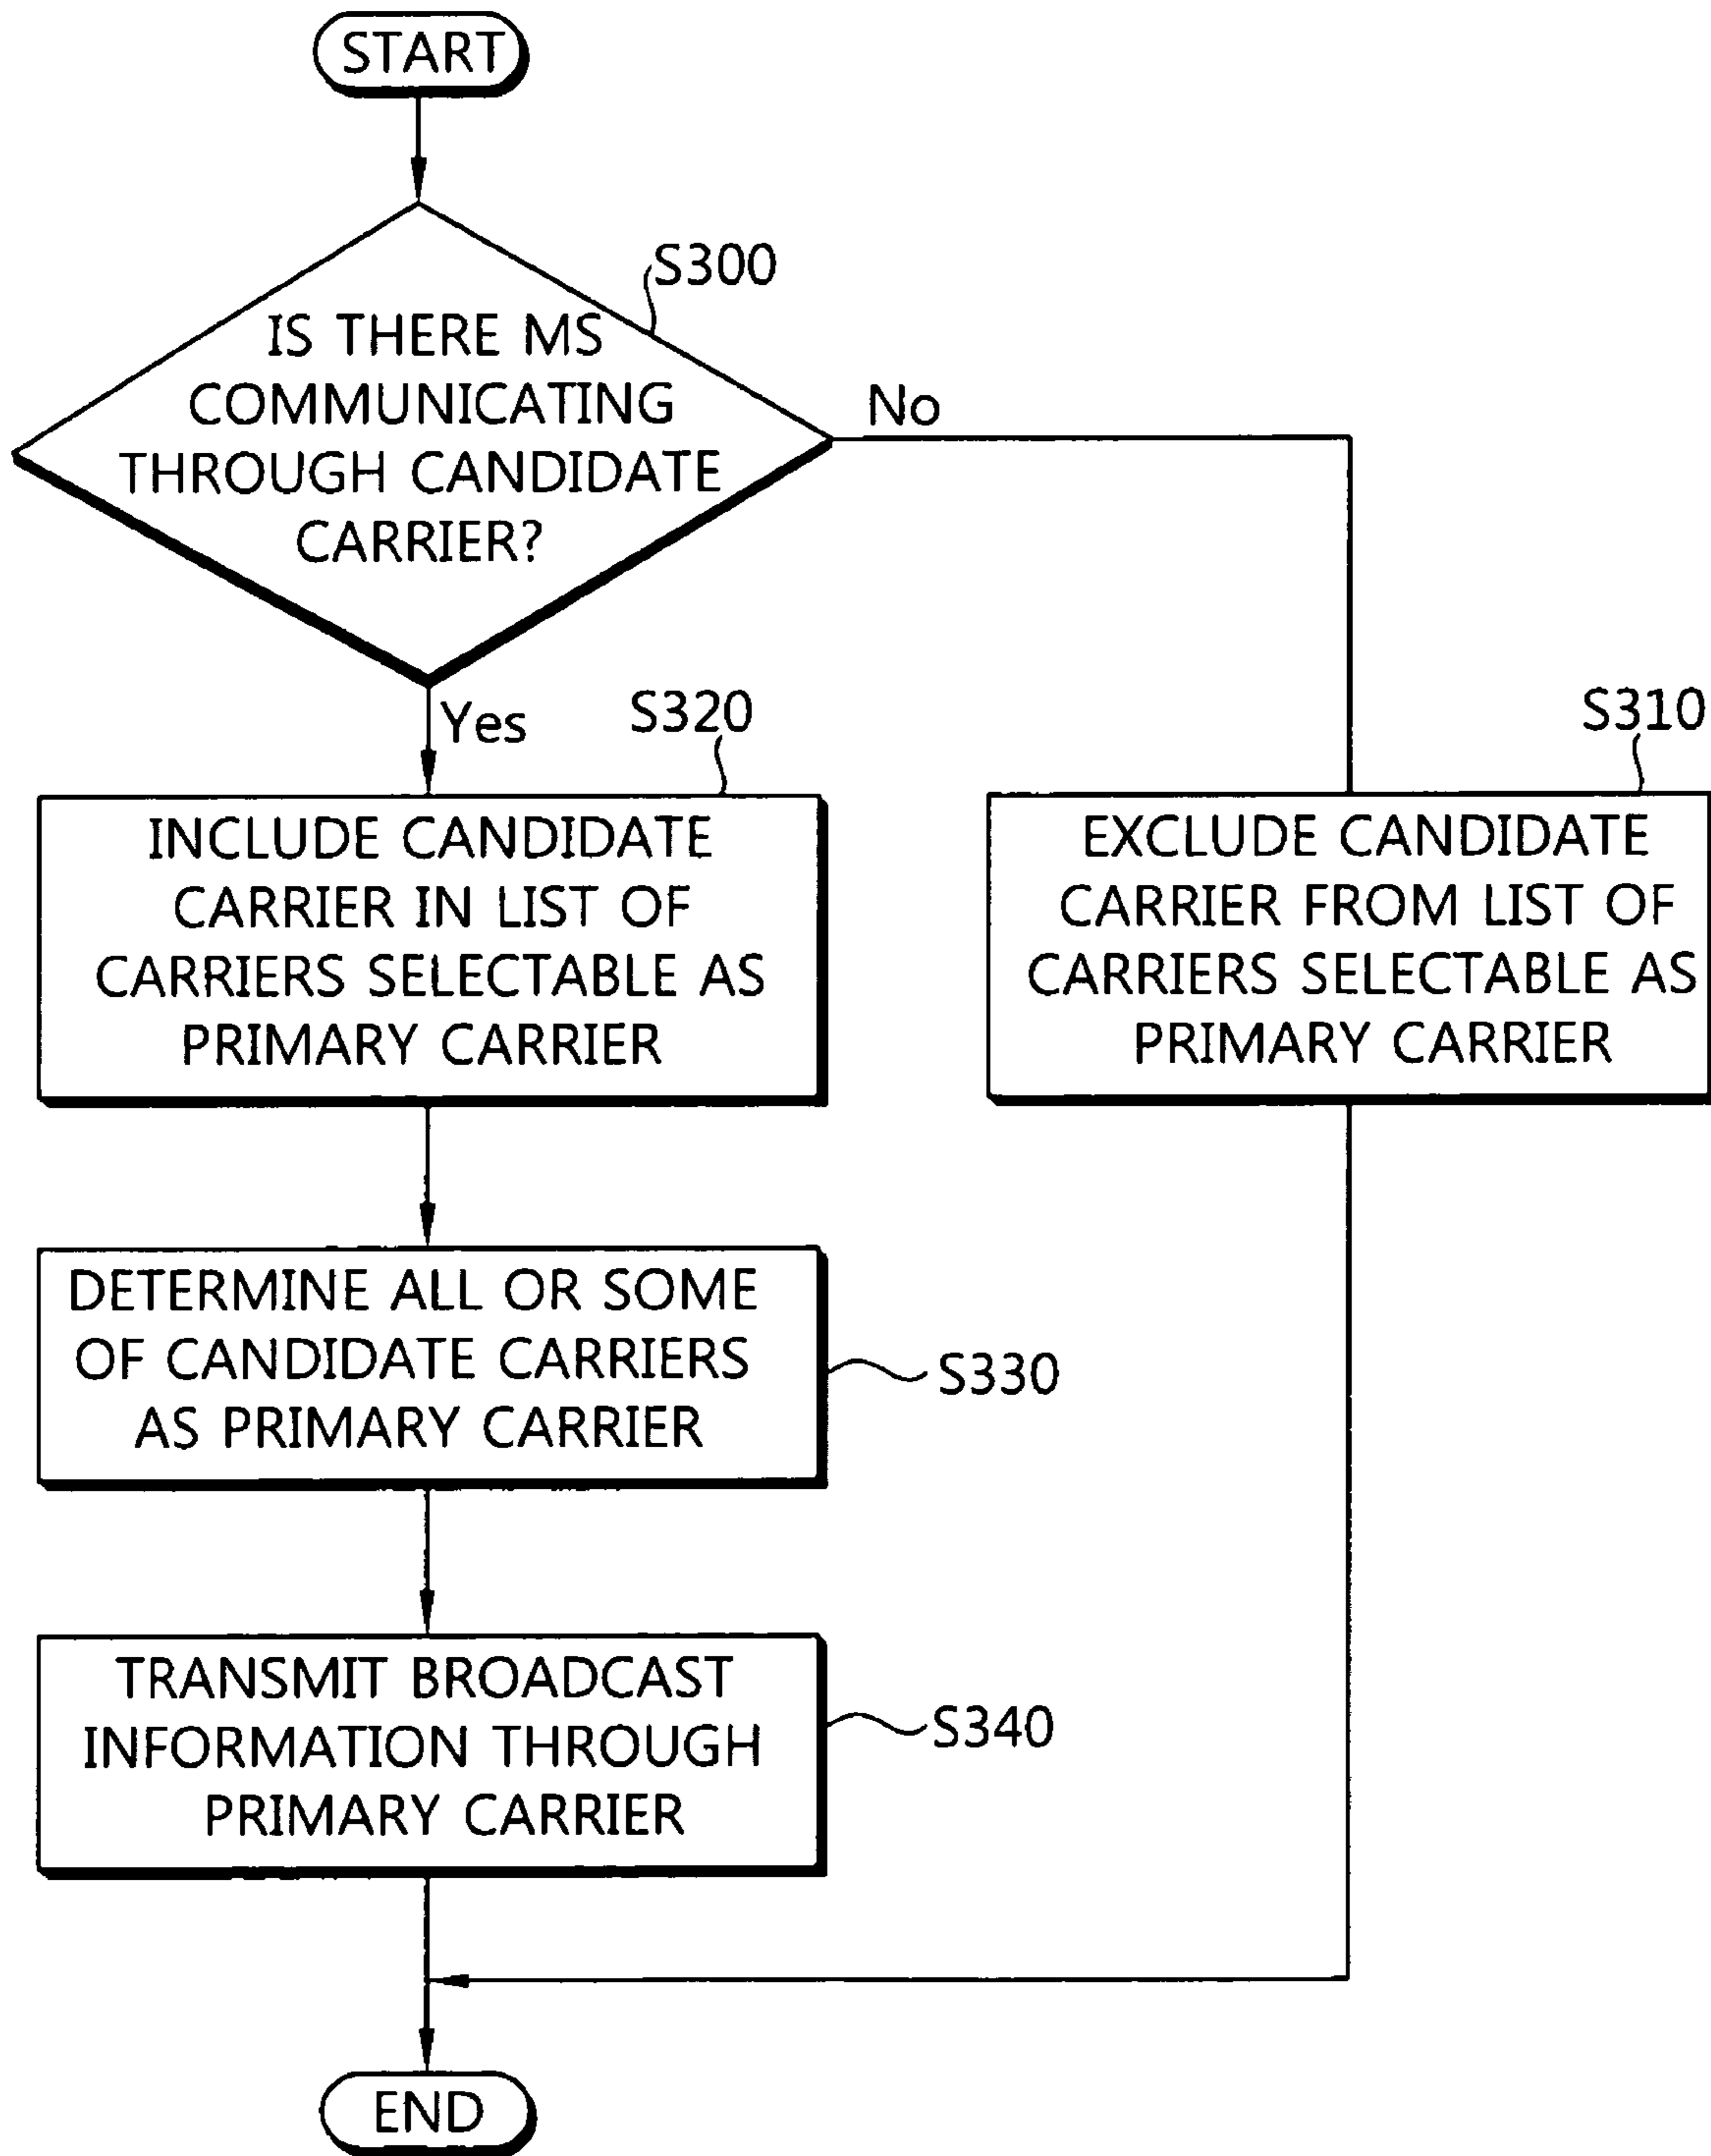 START
S300
IS THERE MS
COMMUNICATING
THROUGH CANDIDATE
CARRIER?
No
Yes
S320
S310
INCLUDE CANDIDATE
CARRIER IN LIST OF
CARRIERS SELECTABLE AS
PRIMARY CARRIER
EXCLUDE CANDIDATE
CARRIER FROM LIST OF
CARRIERS SELECTABLE AS
PRIMARY CARRIER
DETERMINE ALL OR SOME
OF CANDIDATE CARRIERS
AS PRIMARY CARRIER
S330
TRANSMIT BROADCAST
INFORMATION THROUGH
PRIMARY CARRIER
S340
END